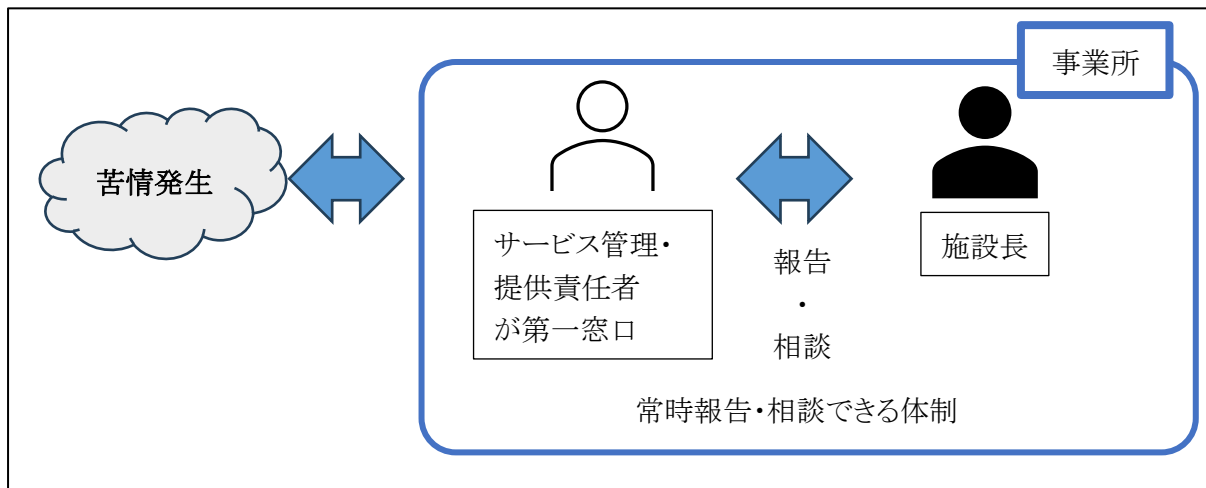 事業所
苦情発生
サービス管理・
提供責任者
が第一窓口
報告
・
相談
施設長
常時報告・相談できる体制